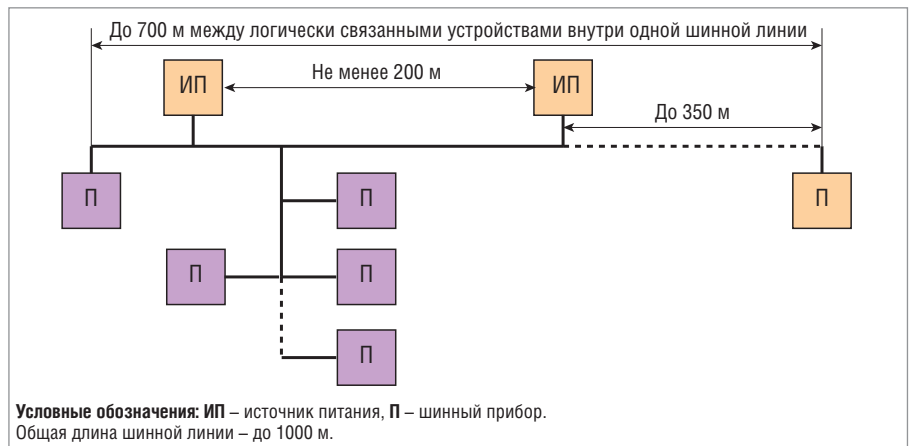 До 700 м между логически связанными устройствами внутри одной шинной линии
ИП
Не менее 200 м
ИП
До 350 м
П
П
П
П
П
П
Условные обозначения: ИП – источник питания, П – шинный прибор.
Общая длина шинной линии – до 1000 м.